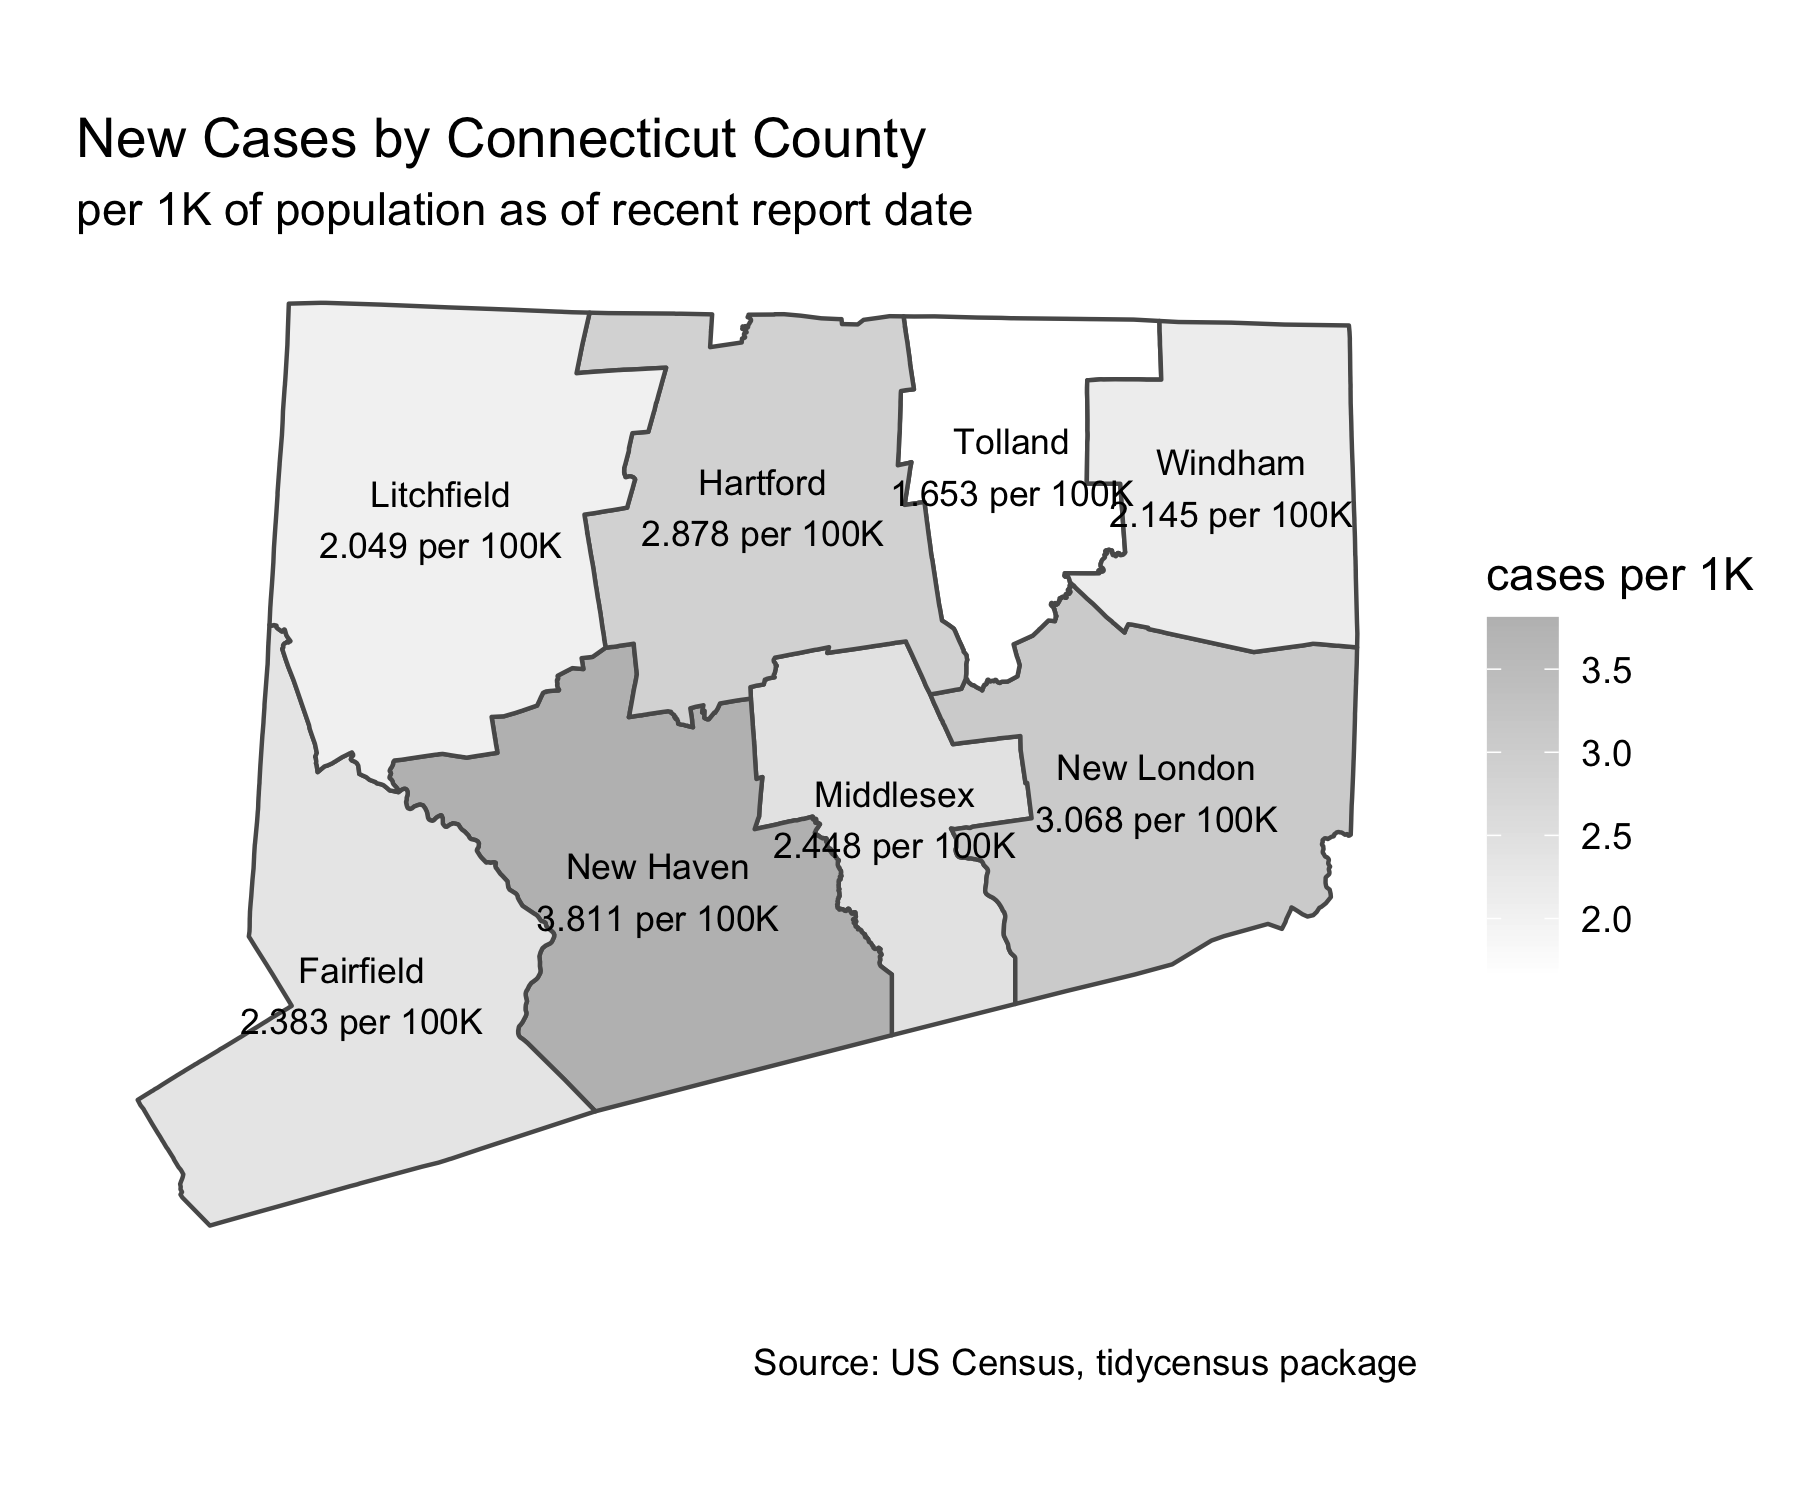 New Cases by Connecticut County
per 1K of population as of recent report date
Litchfield
2.049 per 100K
Hartford
2.878 per 100K
Tolland
1.653 per 100K
Windham
2.145 per 100K
New London
3.068 per 100K
Middlesex
2.448 per 100K
New Haven
3.811 per 100K
Fairfield
2.383 per 100K
cases per 1K
3.5
3.0
2.5
2.0
Source: US Census, tidycensus package